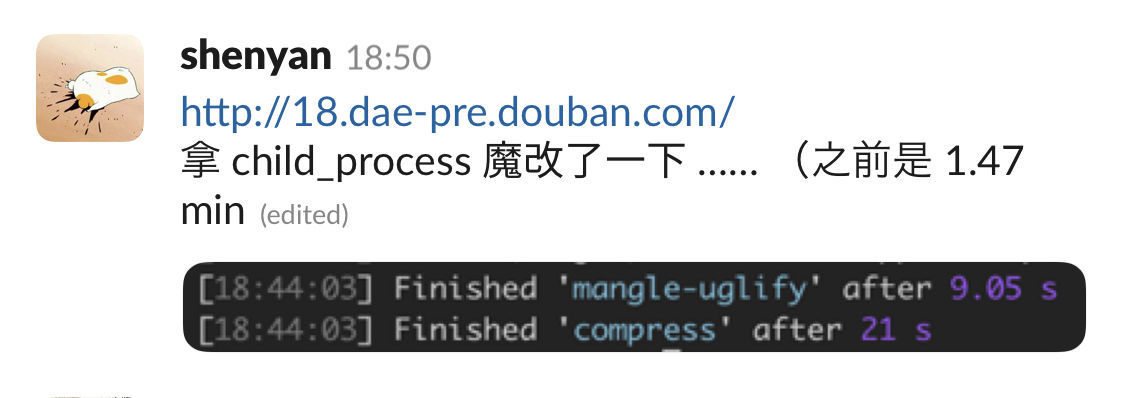 shenyan 18:50
http://18.dae-pre.douban.com/
拿 child_process 魔改了一下 ...... （之前是 1.47
min (edited)
[18:44:03] Finished 'mangle-uglify' after 9.05 s
[18:44:03] Finished 'compress' after 21 s